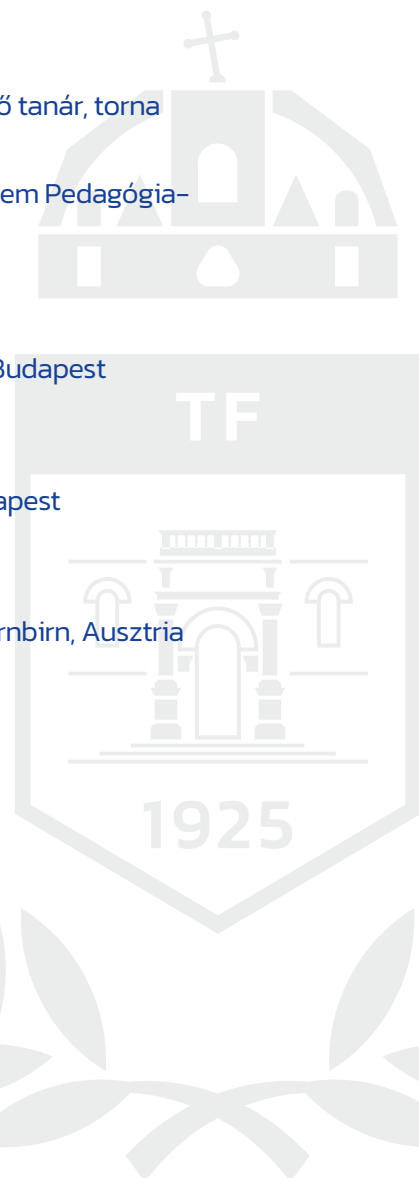 ő tanár, torna
em Pedagógia-
Budapest
TF
apest
rnbirn, Ausztria
1925